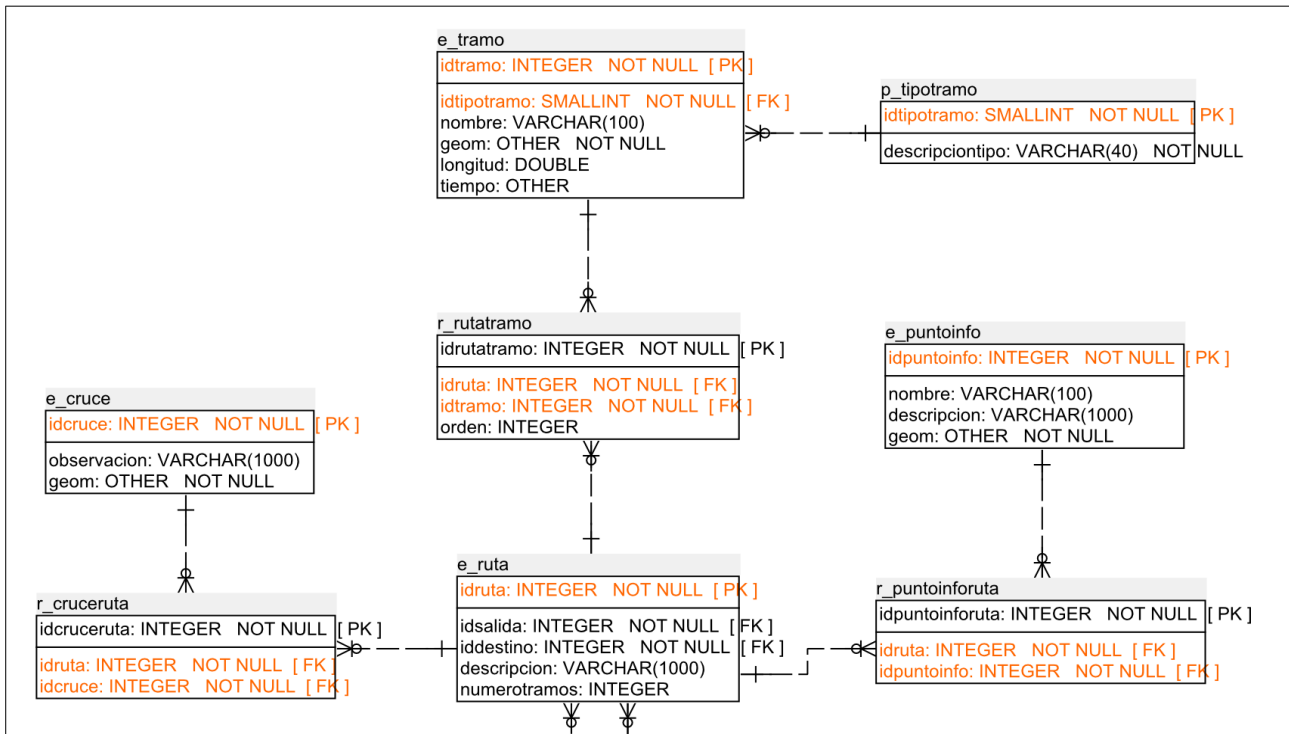 e_tramo
idtramo: INTEGER NOT NULL [ PK ]
idtipotramo: SMALLINT NOT NULL [ FK ]
nombre: VARCHAR(100)
geom: OTHER NOT NULL
longitud: DOUBLE
tiempo: OTHER
p_tipotramo
idtipotramo: SMALLINT NOT NULL [ PK ]
descripciontipo: VARCHAR(40) NOT NULL
r_rutatramo
idrutatramo: INTEGER NOT NULL [ PK ]
idruta: INTEGER NOT NULL [ FK ]
idtramo: INTEGER NOT NULL [ FK ]
orden: INTEGER
e_puntoinfo
idpuntoinfo: INTEGER NOT NULL [ PK ]
nombre: VARCHAR(100)
descripcion: VARCHAR(1000)
geom: OTHER NOT NULL
e_cruce
idcruce: INTEGER NOT NULL [ PK ]
observacion: VARCHAR(1000)
geom: OTHER NOT NULL
e_ruta
idruta: INTEGER NOT NULL [ PK ]
idsalida: INTEGER NOT NULL [ FK ]
iddestino: INTEGER NOT NULL [ FK ]
descripcion: VARCHAR(1000)
numerotramos: INTEGER
r_cruceruta
idcruceruta: INTEGER NOT NULL [ PK ]
idruta: INTEGER NOT NULL [ FK ]
idcruce: INTEGER NOT NULL [ FK ]
r_puntoinforuta
idpuntoinforuta: INTEGER NOT NULL [ PK ]
idruta: INTEGER NOT NULL [ FK ]
idpuntoinfo: INTEGER NOT NULL [ FK ]